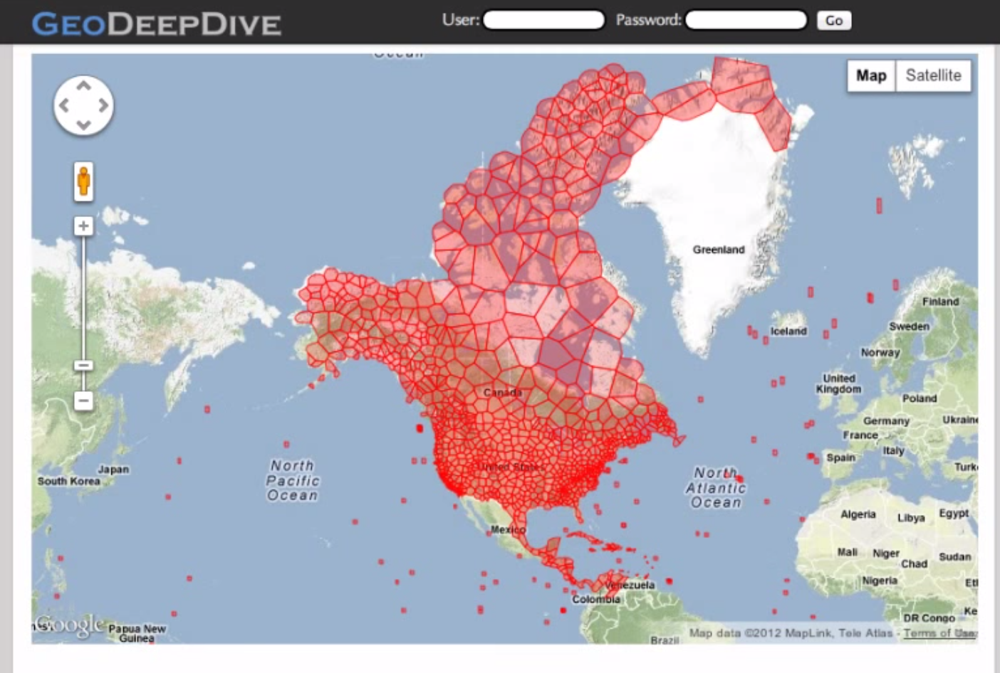 GEODEEPDIVE
User:
Password:
Go
Ocean
Map
Satellite
Greenland
Finland
Sweden
Iceland
Norway
United
Kingdom
Canada
Poland
Germany
Ukraine
France
United States
Italy
Spain
Japan
South Korea
North
Pacific
Ocean
North
Atlantic
Ocean
Turk
Algeria
Libya
Egypt
Mexico
Mali
Niger
Chad
Sudan
Nigeria
Venezuela
Colombia
DR Congo
Ke
Google
Papua New
Guinea
Map data ©2012 MapLink, Tele Atlas - Terms of Use
Brazil